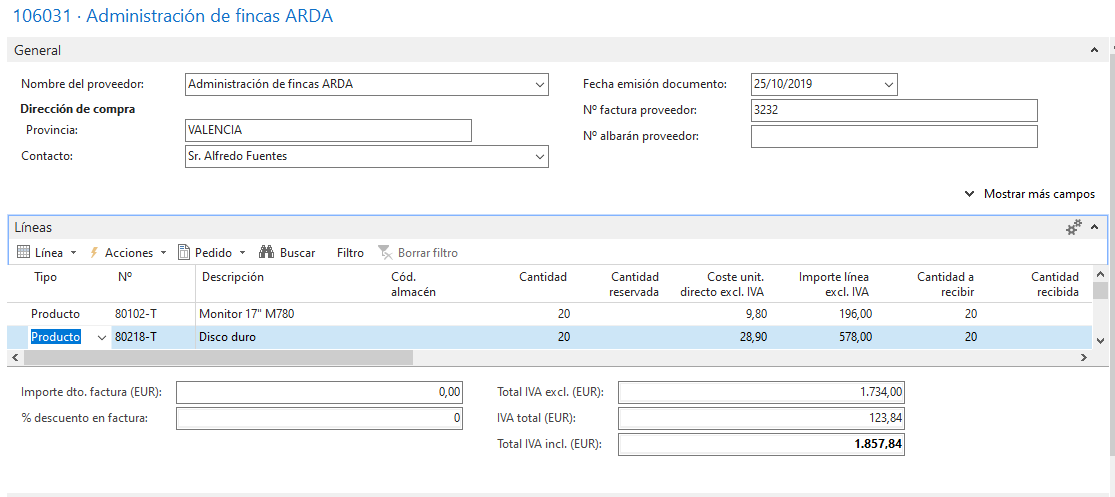 106031 · Administración de fincas ARDA
General
Nombre del proveedor: Administración de fincas ARDA
Dirección de compra
Provincia: VALENCIA
Contacto: Sr. Alfredo Fuentes
Fecha emisión documento: 25/10/2019
Nº factura proveedor: 3232
Nº albarán proveedor:
Mostrar más campos
Líneas
Línea Acciones Pedido Buscar Filtro Borrar filtro
Tipo Nº Descripción Cód. almacén Cantidad Cantidad reservada Coste unit. directo excl. IVA Importe línea excl. IVA Cantidad a recibir Cantidad recibida
Producto 80102-T Monitor 17" M780 20 9,80 196,00 20
Producto 80218-T Disco duro 20 28,90 578,00 20
Importe dto. factura (EUR): 0,00
% descuento en factura: 0
Total IVA excl. (EUR): 1.734,00
IVA total (EUR): 123,84
Total IVA incl. (EUR): 1.857,84